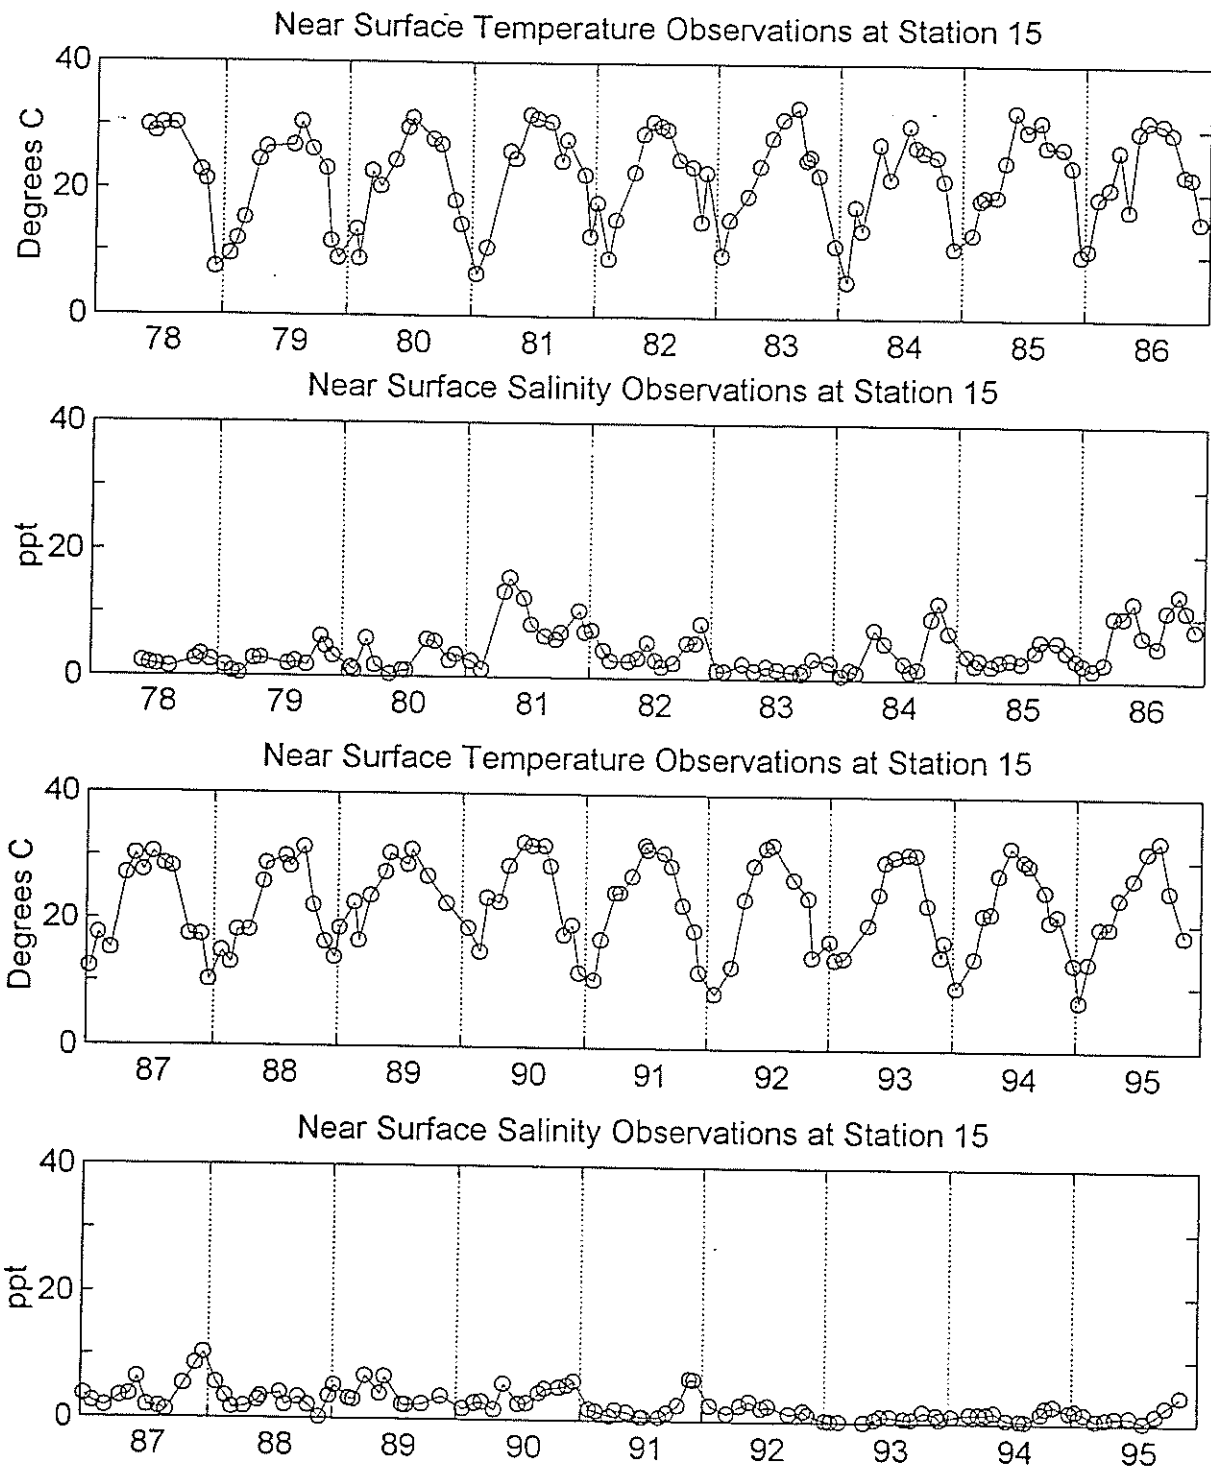 Near Surface Temperature Observations at Station 15
40
20
0
Degrees C
78 79 80 81 82 83 84 85 86
Near Surface Salinity Observations at Station 15
40
20
0
ppt
78 79 80 81 82 83 84 85 86
Near Surface Temperature Observations at Station 15
40
20
0
Degrees C
87 88 89 90 91 92 93 94 95
Near Surface Salinity Observations at Station 15
40
20
0
ppt
87 88 89 90 91 92 93 94 95